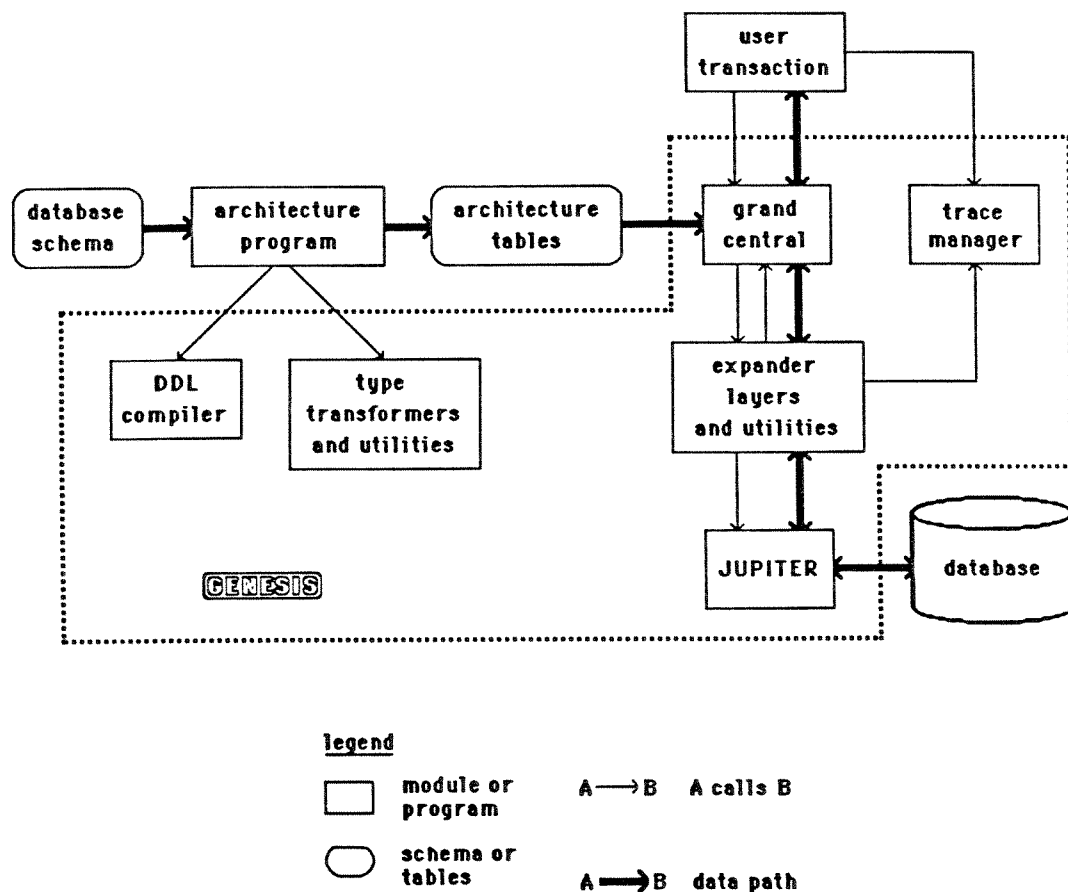 user
transaction
database
schema
architecture
program
architecture
tables
grand
central
trace
manager
DDL
compiler
type
transformers
and utilities
expander
layers
and utilities
JUPITER
database
GENESIS
legend
module or
program
A → B A calls B
schema or
tables
A → B data path